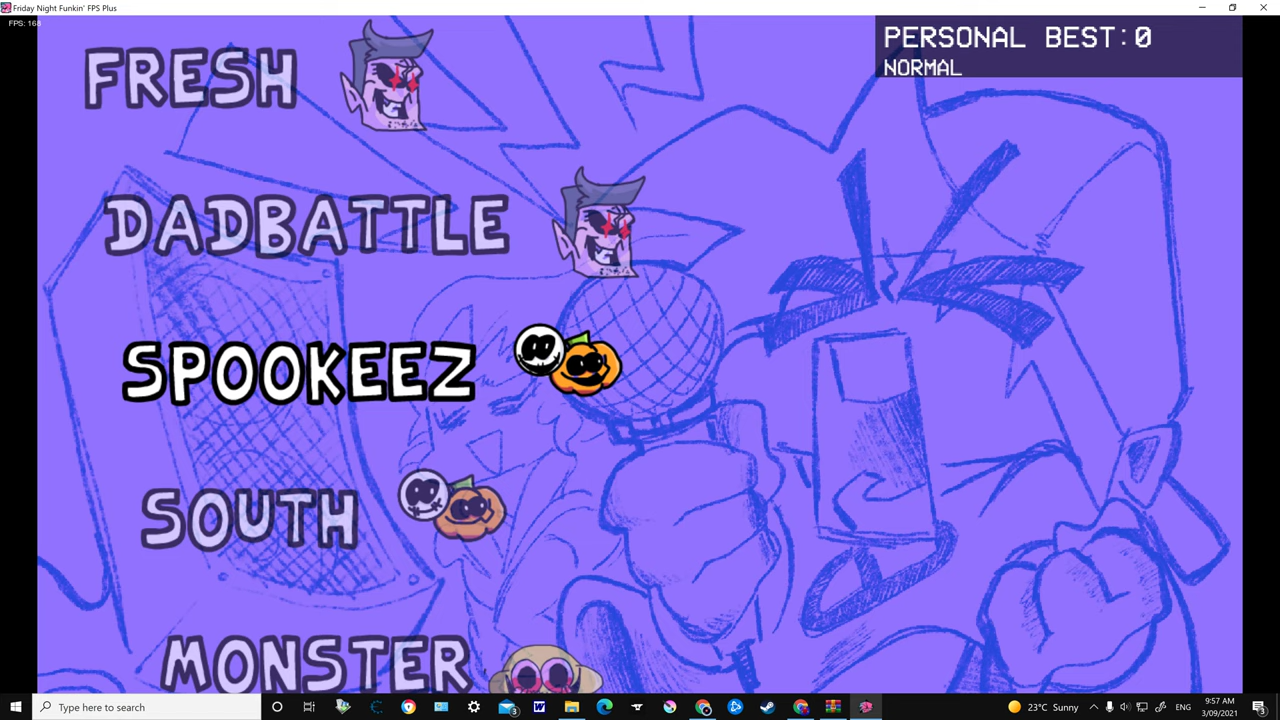 Friday Night Funkin' FPS Plus
FPS: 168
PERSONAL BEST:0
NORMAL
FRESH
DADBATTLE
SPOOKEEZ
SOUTH
MONSTER
Type here to search
23°C Sunny
9:57 AM
3/09/2021